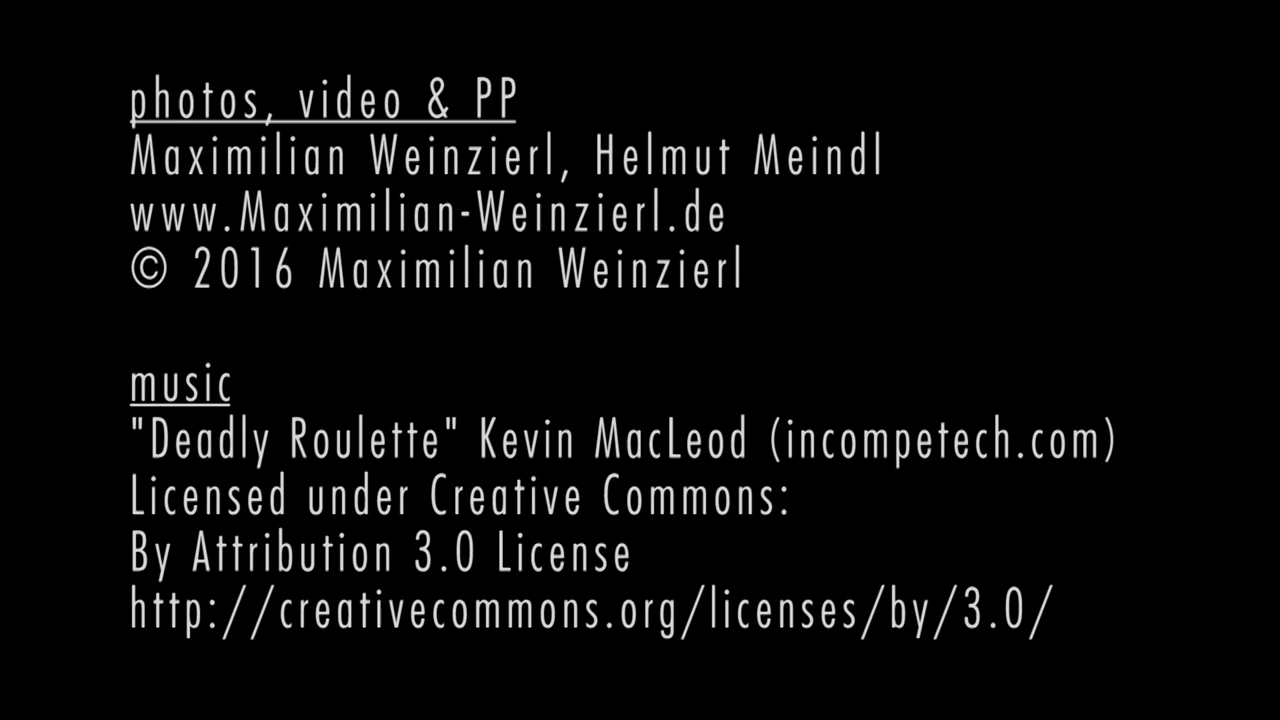 photos, video & PP
Maximilian Weinzierl, Helmut Meindl
www.Maximilian-Weinzierl.de
© 2016 Maximilian Weinzierl
music
"Deadly Roulette" Kevin MacLeod (incompetech.com)
Licensed under Creative Commons:
By Attribution 3.0 License
http://creativecommons.org/licenses/by/3.0/